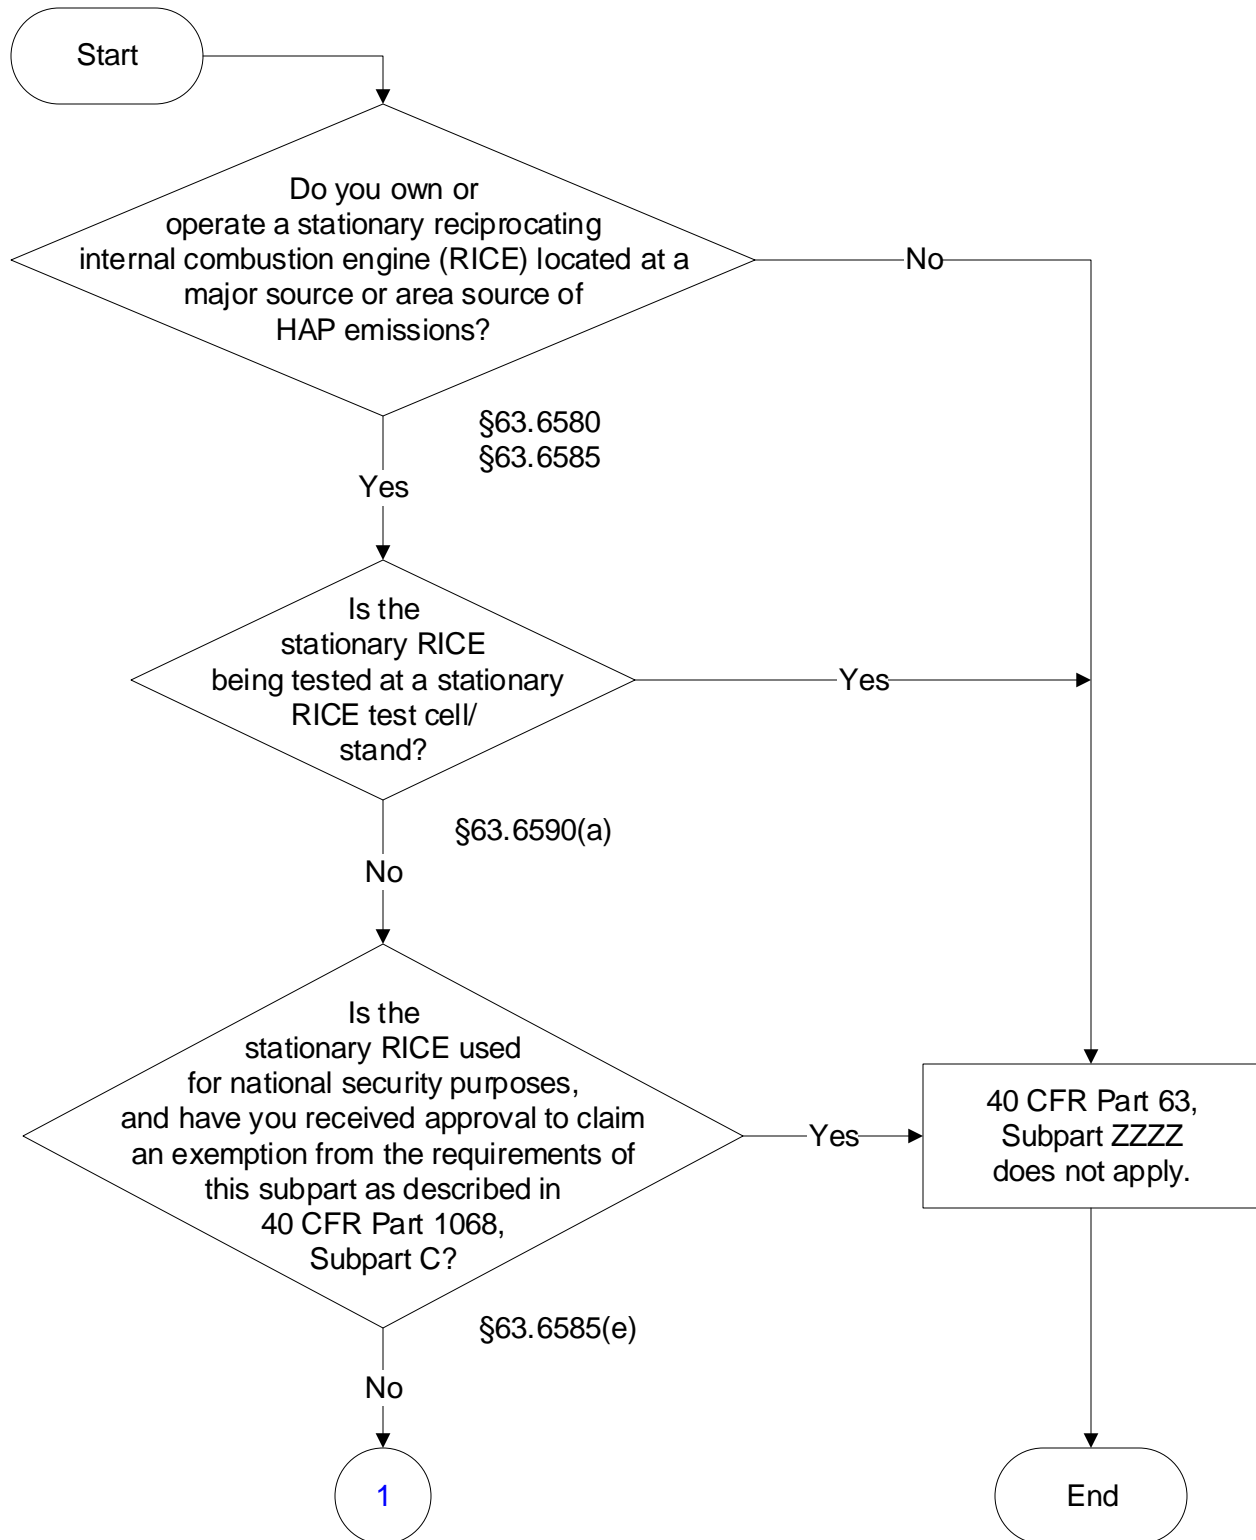 Start
Do you own or
operate a stationary reciprocating
internal combustion engine (RICE) located at a
major source or area source of
HAP emissions?
No
§63.6580
§63.6585
Yes
Is the
stationary RICE
being tested at a stationary
RICE test cell/
stand?
Yes
§63.6590(a)
No
Is the
stationary RICE used
for national security purposes,
and have you received approval to claim
an exemption from the requirements of
this subpart as described in
40 CFR Part 1068,
Subpart C?
Yes
40 CFR Part 63,
Subpart ZZZZ
does not apply.
§63.6585(e)
No
1
End